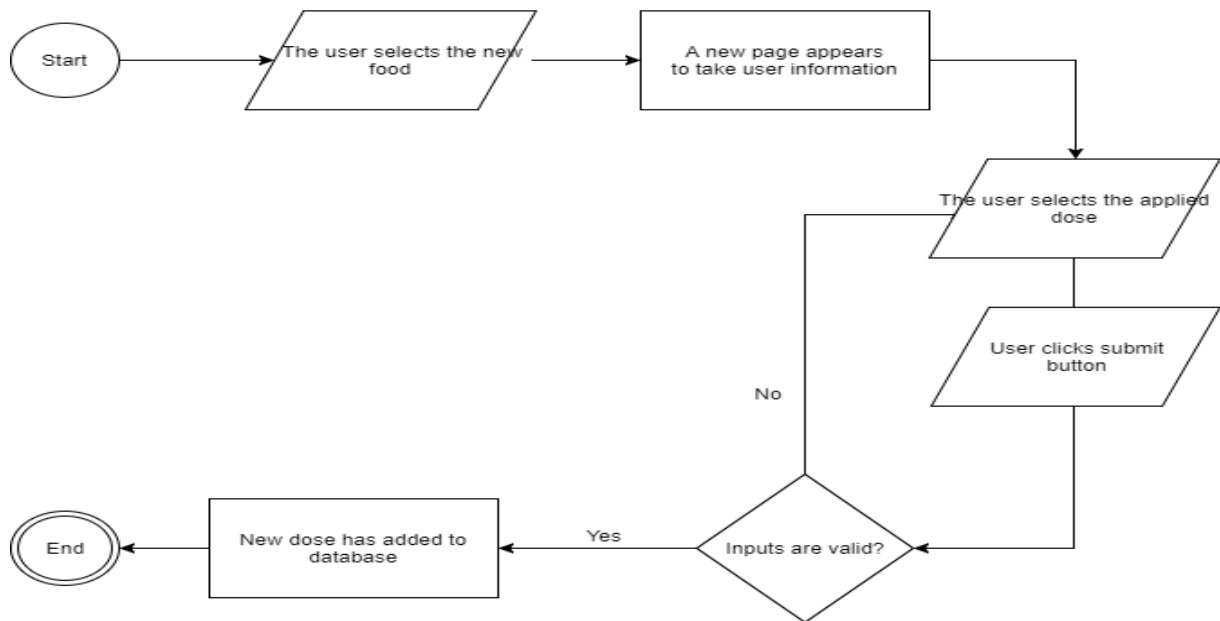 Start
The user selects the new
food
A new page appears
to take user information
The user selects the applied
dose
User clicks submit
button
No
Inputs are valid?
Yes
New dose has added to
database
End